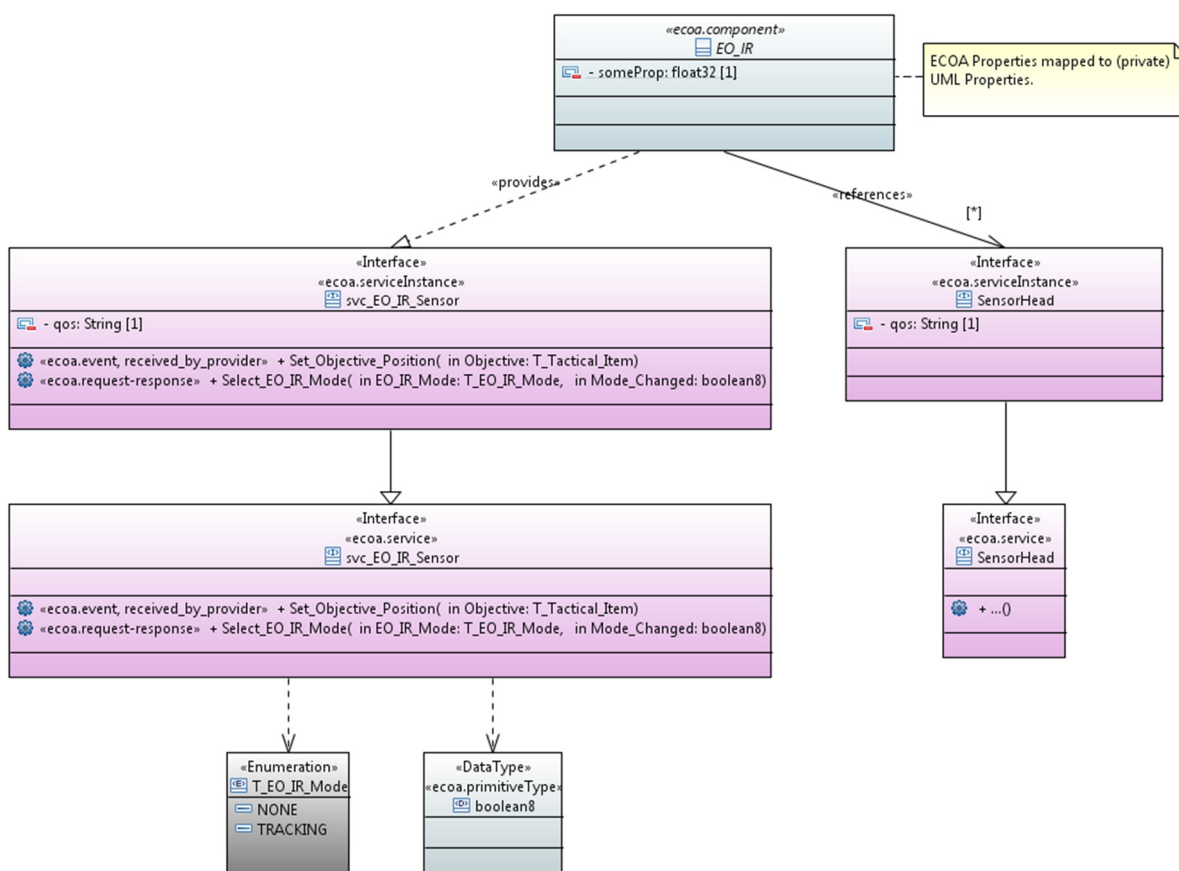 «ecoa.component»
EO_IR
- someProp: float32 [1]
ECOA Properties mapped to (private)
UML Properties.
«provides»
«references»
[*]
«Interface»
«ecoa.serviceInstance»
svc_EO_IR_Sensor
- qos: String [1]
«ecoa.event, received_by_provider» + Set_Objective_Position( in Objective: T_Tactical_Item)
«ecoa.request-response» + Select_EO_IR_Mode( in EO_IR_Mode: T_EO_IR_Mode, in Mode_Changed: boolean8)
«Interface»
«ecoa.serviceInstance»
SensorHead
- qos: String [1]
«Interface»
«ecoa.service»
svc_EO_IR_Sensor
«ecoa.event, received_by_provider» + Set_Objective_Position( in Objective: T_Tactical_Item)
«ecoa.request-response» + Select_EO_IR_Mode( in EO_IR_Mode: T_EO_IR_Mode, in Mode_Changed: boolean8)
«Interface»
«ecoa.service»
SensorHead
+ ...()
«Enumeration»
T_EO_IR_Mode
NONE
TRACKING
«DataType»
«ecoa.primitiveType»
boolean8